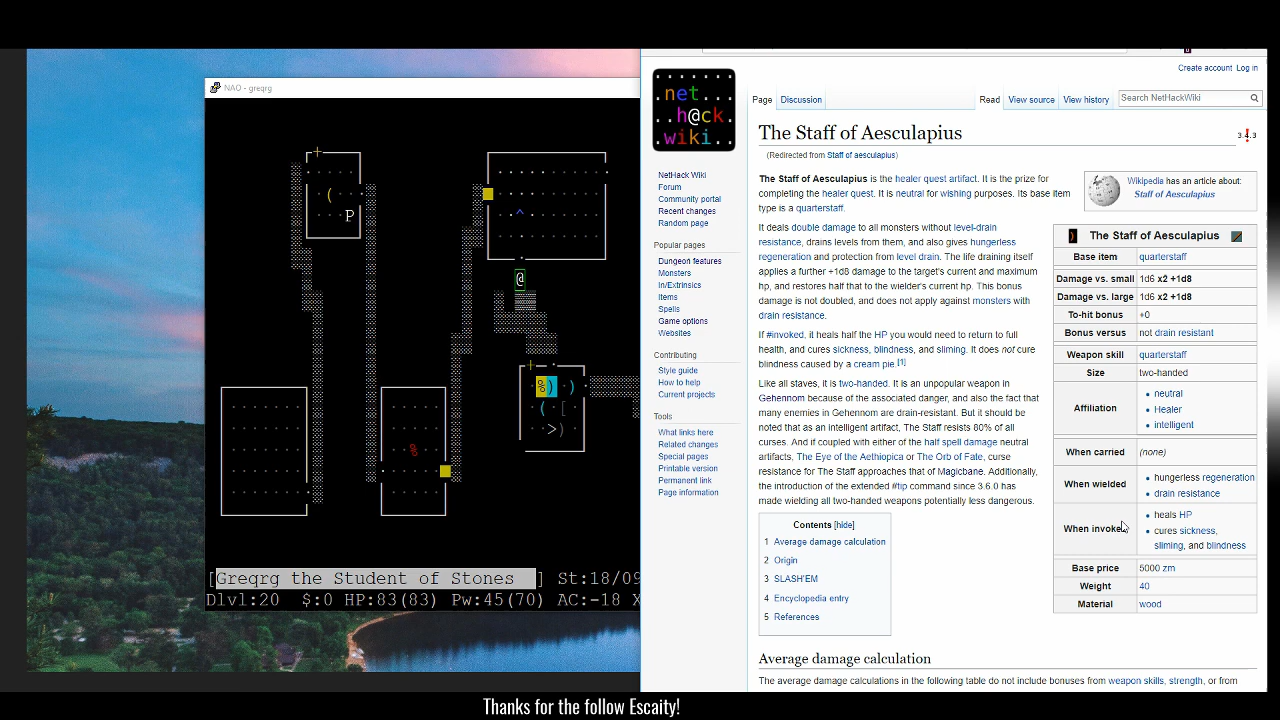 NAO - greqrg
[Greqrg the Student of Stones ] St:18/09
Dlvl:20 $:0 HP:83(83) Pw:45(70) AC:-18 X
net...
..h@ck.
.wiki..
NetHack Wiki
Forum
Community portal
Recent changes
Random page
Popular pages
Dungeon features
Monsters
In/Extrinsics
Items
Spells
Game options
Websites
Contributing
Style guide
How to help
Current projects
Tools
What links here
Related changes
Special pages
Printable version
Permanent link
Page information
Create account Log in
Page Discussion Read View source View history Search NetHackWiki
The Staff of Aesculapius
3.4.3
(Redirected from Staff of aesculapius)
The Staff of Aesculapius is the healer quest artifact. It is the prize for
completing the healer quest. It is neutral for wishing purposes. Its base item
type is a quarterstaff.
It deals double damage to all monsters without level-drain
resistance, drains levels from them, and also gives hungerless
regeneration and protection from level drain. The life draining itself
applies a further +1d8 damage to the target's current and maximum
hp, and restores half that to the wielder's current hp. This bonus
damage is not doubled, and does not apply against monsters with
drain resistance.
If #invoked, it heals half the HP you would need to return to full
health, and cures sickness, blindness, and sliming. It does not cure
blindness caused by a cream pie.[1]
Like all staves, it is two-handed. It is an unpopular weapon in
Gehennom because of the associated danger, and also the fact that
many enemies in Gehennom are drain-resistant. But it should be
noted that as an intelligent artifact, The Staff resists 80% of all
curses. And if coupled with either of the half spell damage neutral
artifacts, The Eye of the Aethiopica or The Orb of Fate, curse
resistance for The Staff approaches that of Magicbane. Additionally,
the introduction of the extended #tip command since 3.6.0 has
made wielding all two-handed weapons potentially less dangerous.
Wikipedia has an article about:
Staff of Aesculapius
The Staff of Aesculapius
Base item quarterstaff
Damage vs. small 1d6 x2 +1d8
Damage vs. large 1d6 x2 +1d8
To-hit bonus +0
Bonus versus not drain resistant
Weapon skill quarterstaff
Size two-handed
Affiliation
• neutral
• Healer
• intelligent
When carried (none)
When wielded
• hungerless regeneration
• drain resistance
When invoked
• heals HP
• cures sickness,
sliming, and blindness
Base price 5000 zm
Weight 40
Material wood
Contents [hide]
1 Average damage calculation
2 Origin
3 SLASH'EM
4 Encyclopedia entry
5 References
Average damage calculation
The average damage calculations in the following table do not include bonuses from weapon skills, strength, or from
Thanks for the follow Escaity!